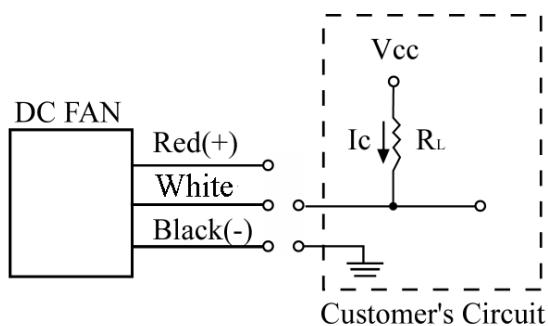 Vcc
DC FAN
Red(+)
Ic
RL
White
Black(-)
Customer's Circuit